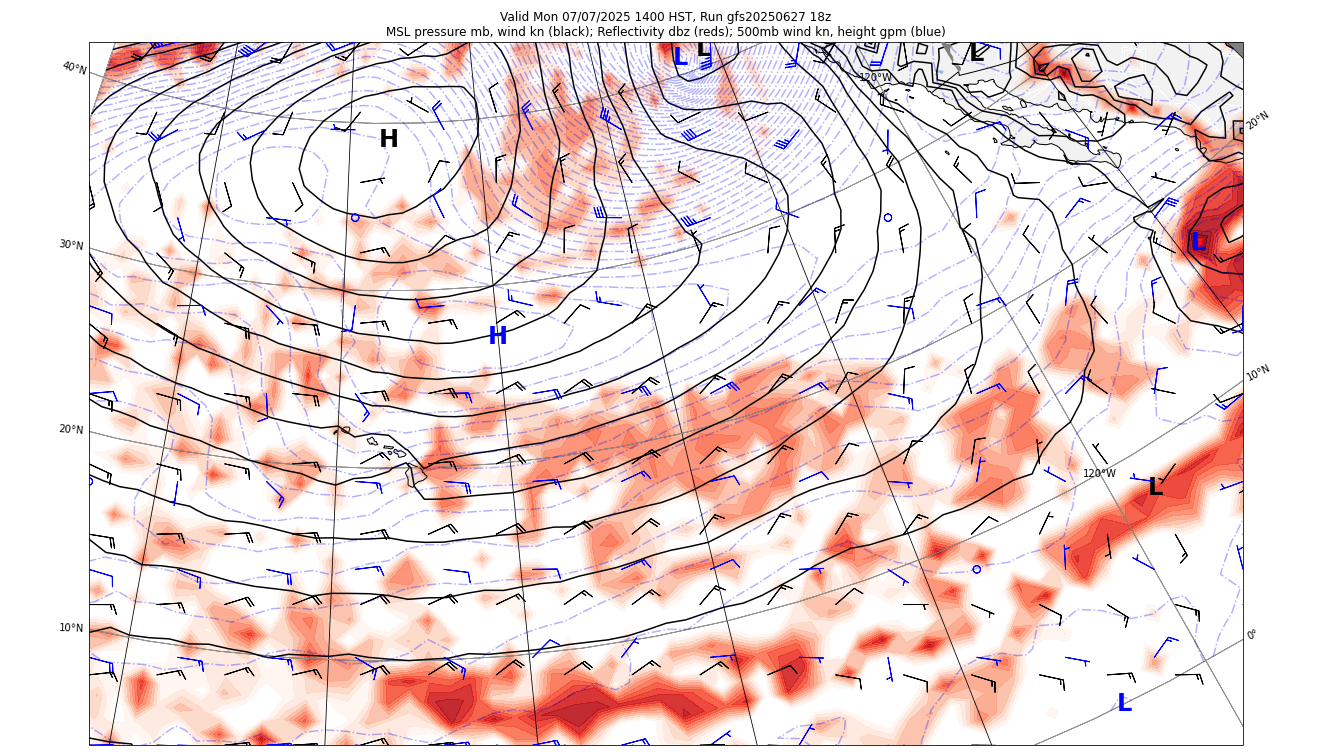 Valid Mon 07/07/2025 1400 HST, Run gfs20250627 18z
MSL pressure mb, wind kn (black); Reflectivity dbz (reds); 500mb wind kn, height gpm (blue)
L L L
40°N 120°W
20°N
H
L
30°N
H
10°N
20°N
120°W
L
10°N
0°
L